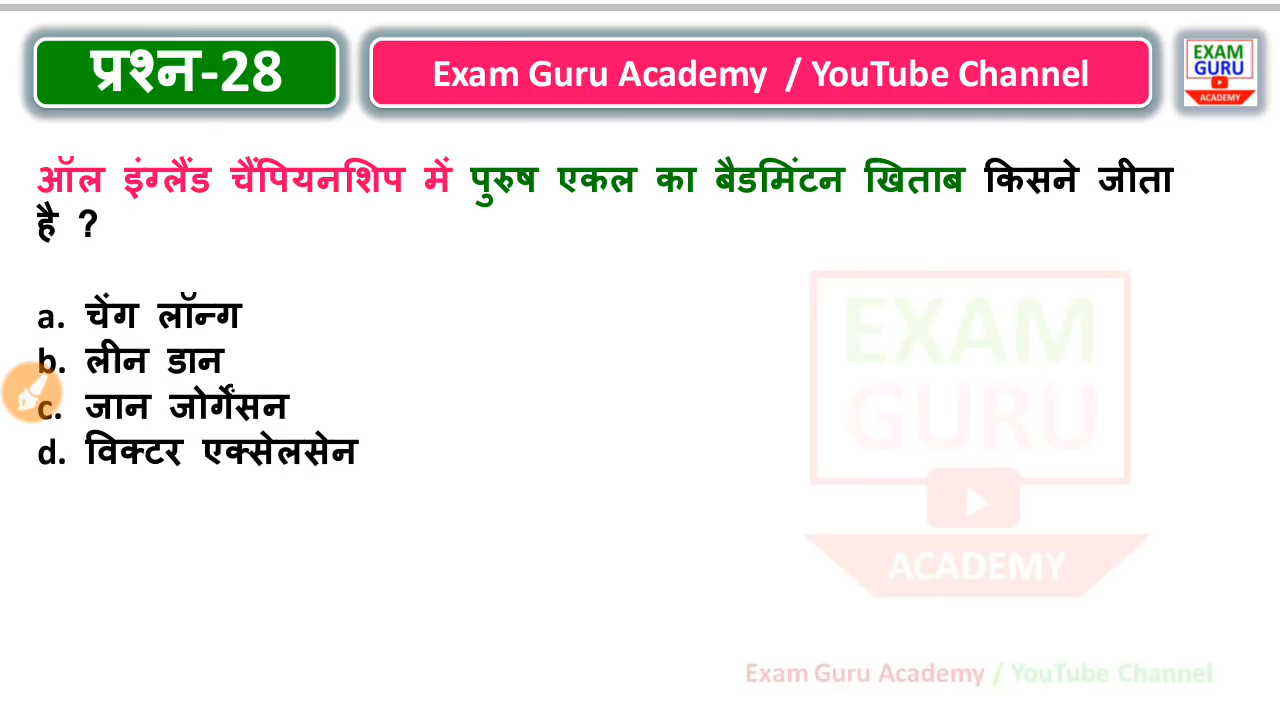 प्रश्न-28
Exam Guru Academy / YouTube Channel
EXAM
GURU
ACADEMY
ऑल इंग्लैंड चैंपियनशिप में पुरुष एकल का बैडमिंटन खिताब किसने जीता
है ?
a. चेंग लॉन्ग
b. लीन डान
c. जान जोर्गेंसन
d. विक्टर एक्सेलसेन
EXAM
GURU
ACADEMY
Exam Guru Academy / YouTube Channel